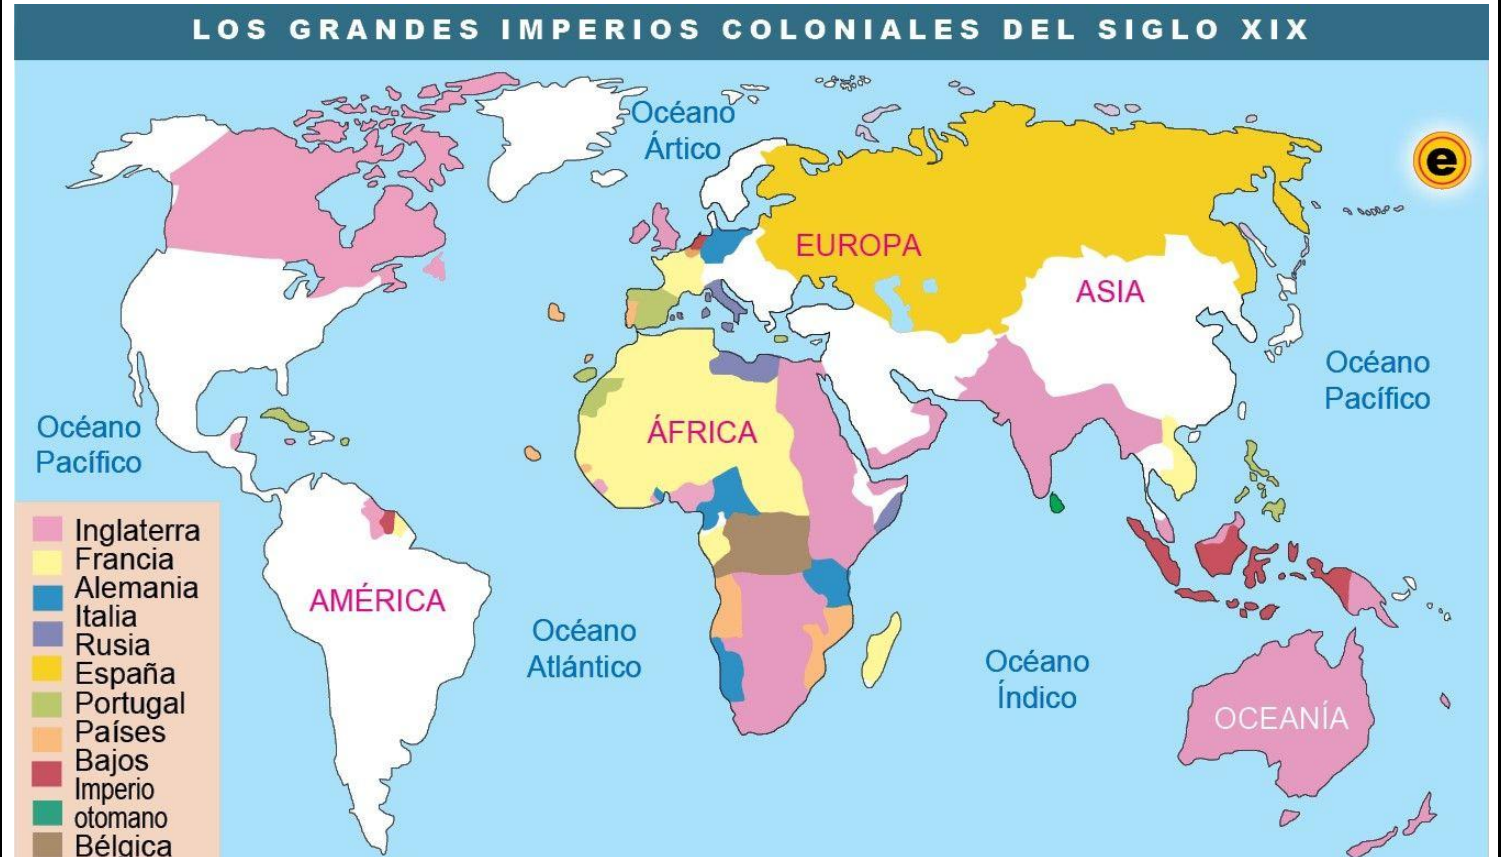 LOS GRANDES IMPERIOS COLONIALES DEL SIGLO XIX
Océano
Ártico
e
EUROPA
ASIA
Océano
Pacífico
Océano
Pacífico
ÁFRICA
AMÉRICA
Océano
Atlántico
Océano
Índico
OCEANÍA
Inglaterra
Francia
Alemania
Italia
Rusia
España
Portugal
Países
Bajos
Imperio
otomano
Bélgica